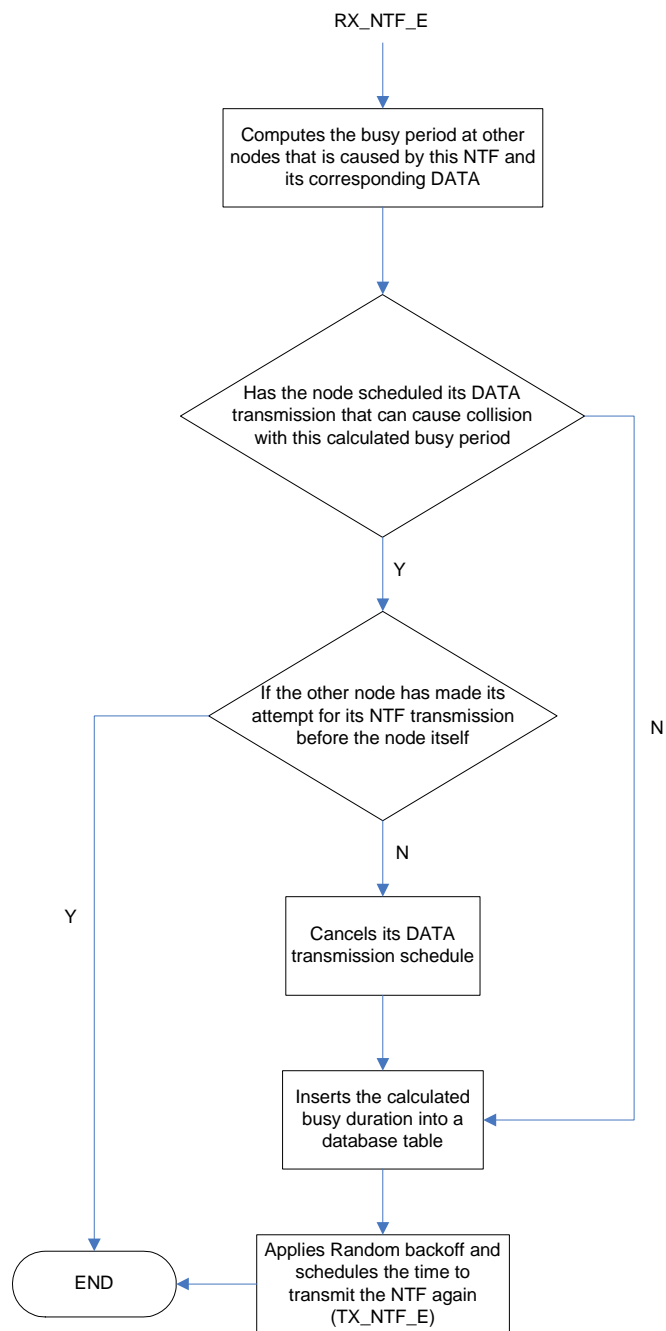 RX_NTF_E
Computes the busy period at other
nodes that is caused by this NTF and
its corresponding DATA
Has the node scheduled its DATA
transmission that can cause collision
with this calculated busy period
Y
N
If the other node has made its
attempt for its NTF transmission
before the node itself
N
Y
Cancels its DATA
transmission schedule
Inserts the calculated
busy duration into a
database table
Applies Random backoff and
schedules the time to
transmit the NTF again
(TX_NTF_E)
END